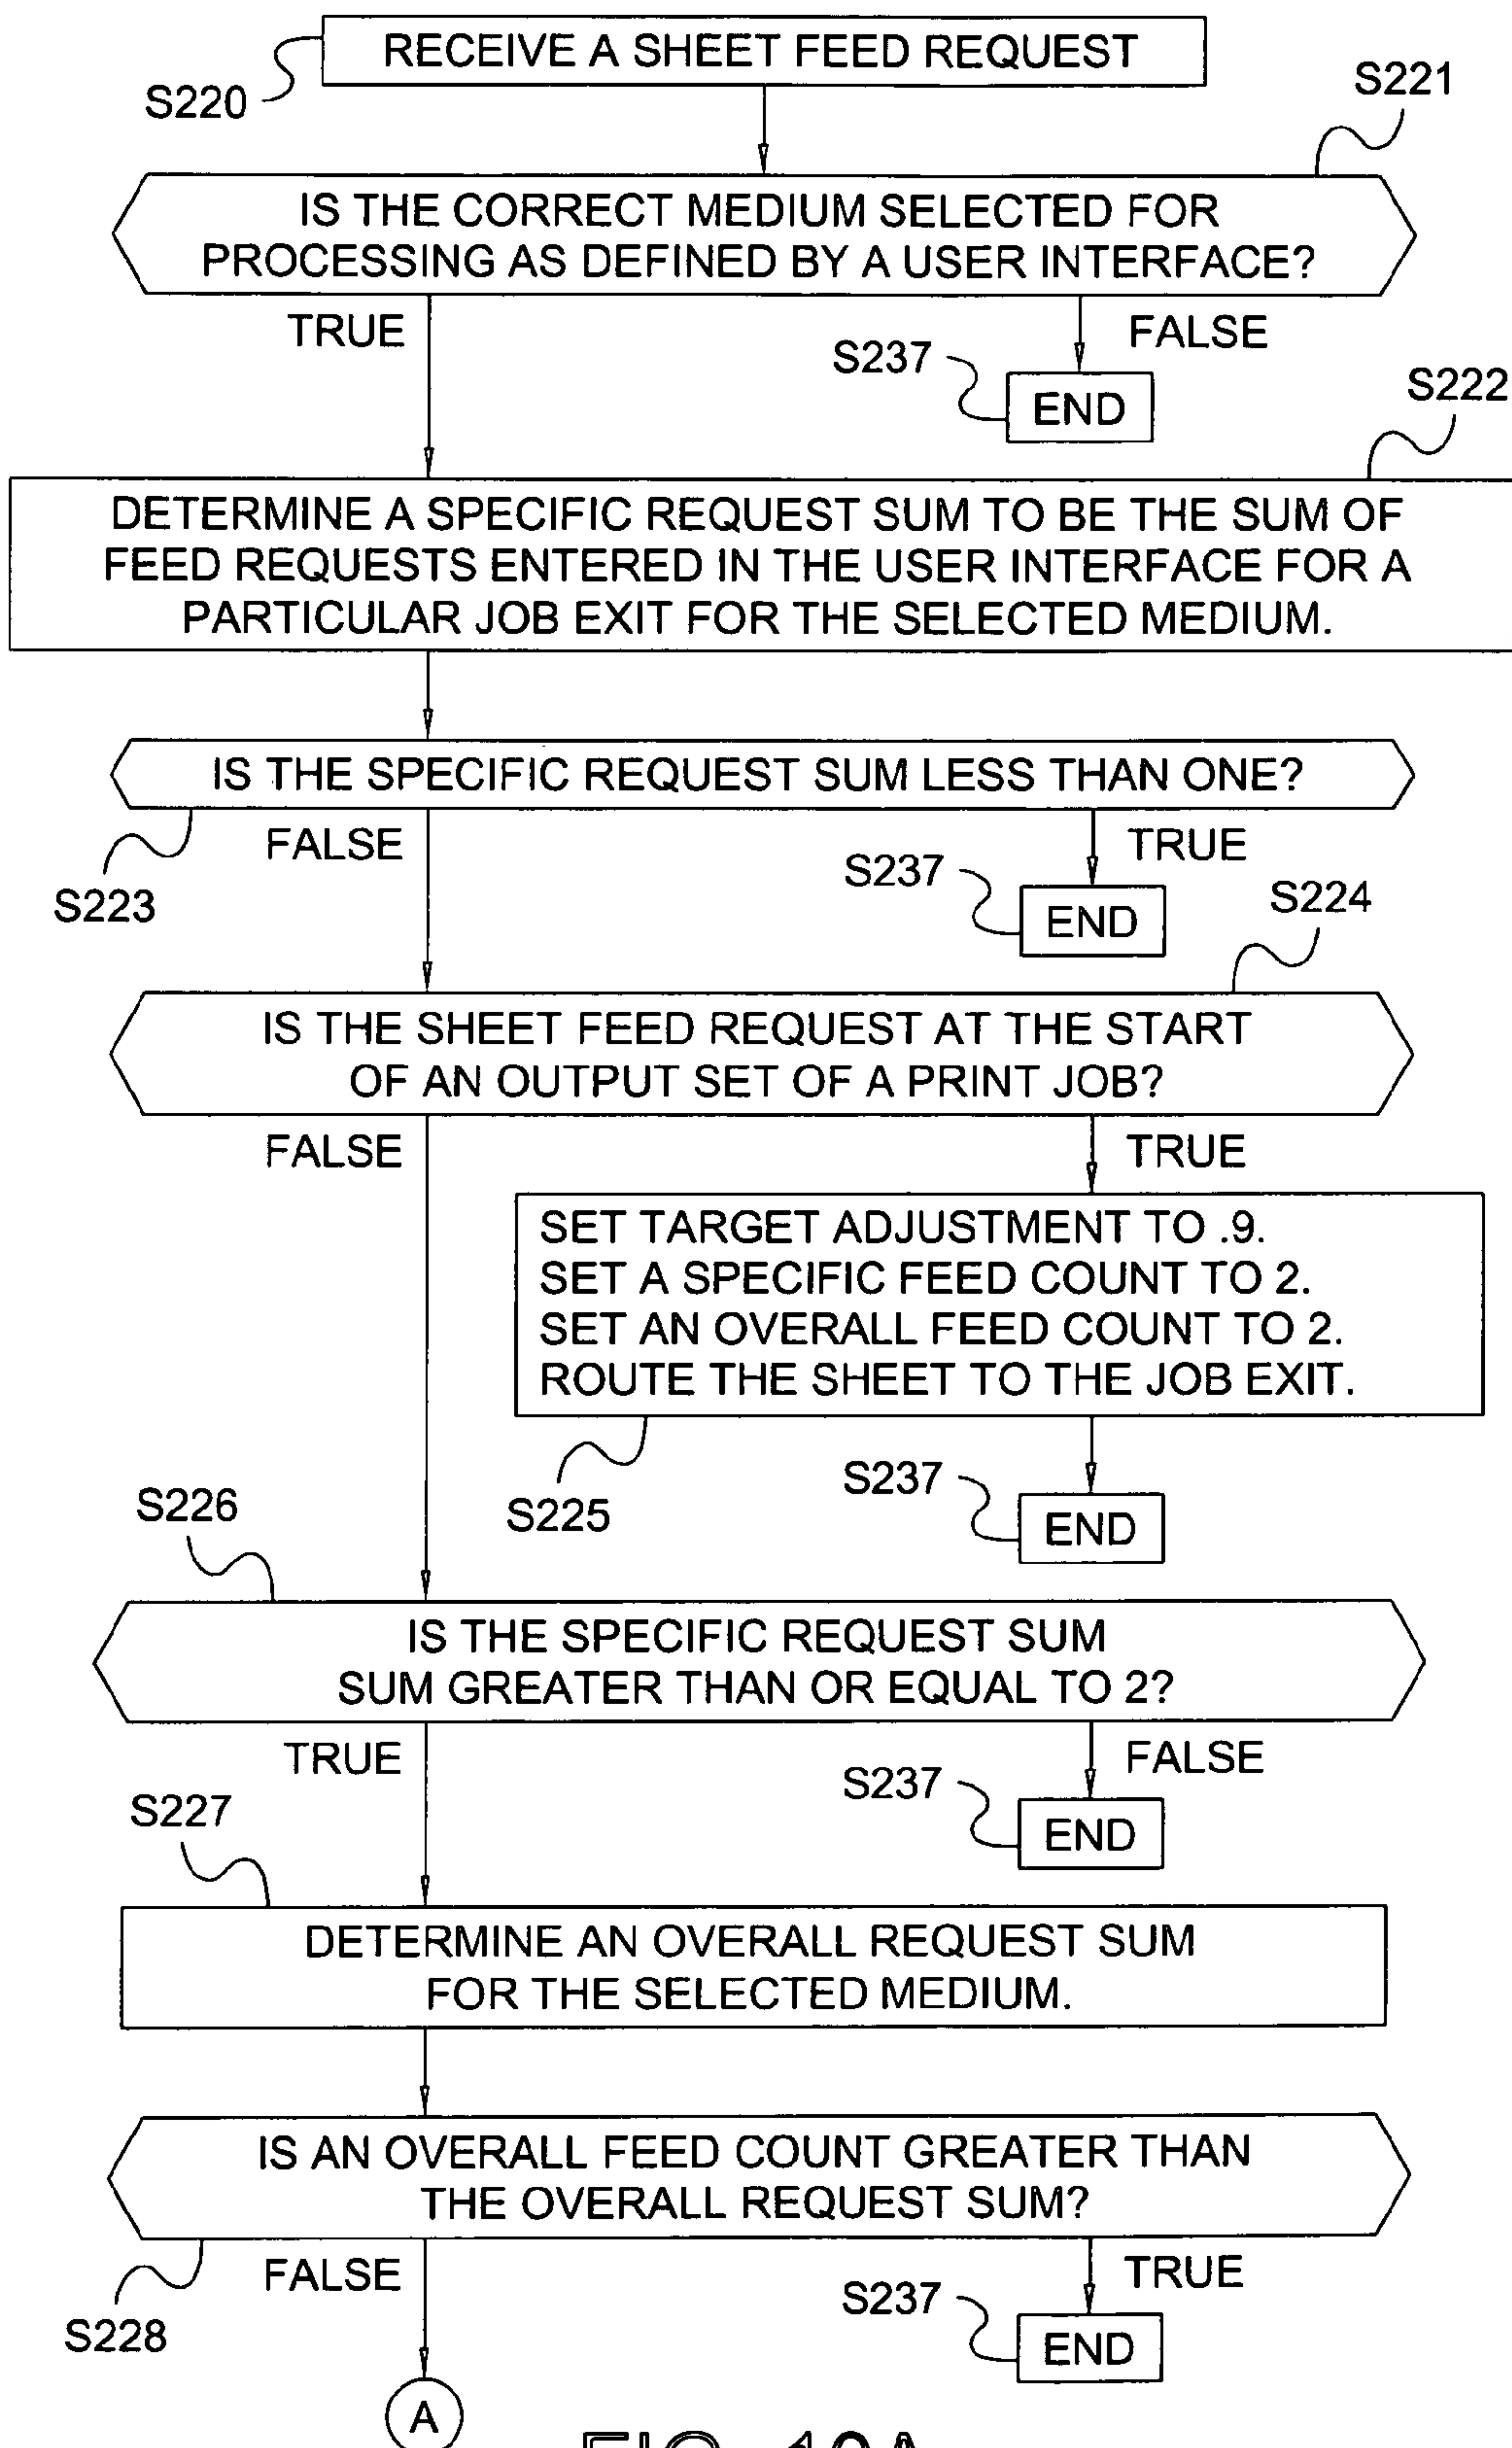 RECEIVE A SHEET FEED REQUEST
S220
S221
IS THE CORRECT MEDIUM SELECTED FOR
PROCESSING AS DEFINED BY A USER INTERFACE?
TRUE
FALSE
S237
END
S222
DETERMINE A SPECIFIC REQUEST SUM TO BE THE SUM OF
FEED REQUESTS ENTERED IN THE USER INTERFACE FOR A
PARTICULAR JOB EXIT FOR THE SELECTED MEDIUM.
IS THE SPECIFIC REQUEST SUM LESS THAN ONE?
S223
FALSE
TRUE
S237
END
S224
IS THE SHEET FEED REQUEST AT THE START
OF AN OUTPUT SET OF A PRINT JOB?
FALSE
TRUE
SET TARGET ADJUSTMENT TO .9.
SET A SPECIFIC FEED COUNT TO 2.
SET AN OVERALL FEED COUNT TO 2.
ROUTE THE SHEET TO THE JOB EXIT.
S225
S237
END
S226
IS THE SPECIFIC REQUEST SUM
SUM GREATER THAN OR EQUAL TO 2?
TRUE
FALSE
S237
END
S227
DETERMINE AN OVERALL REQUEST SUM
FOR THE SELECTED MEDIUM.
IS AN OVERALL FEED COUNT GREATER THAN
THE OVERALL REQUEST SUM?
S228
FALSE
TRUE
S237
END
A